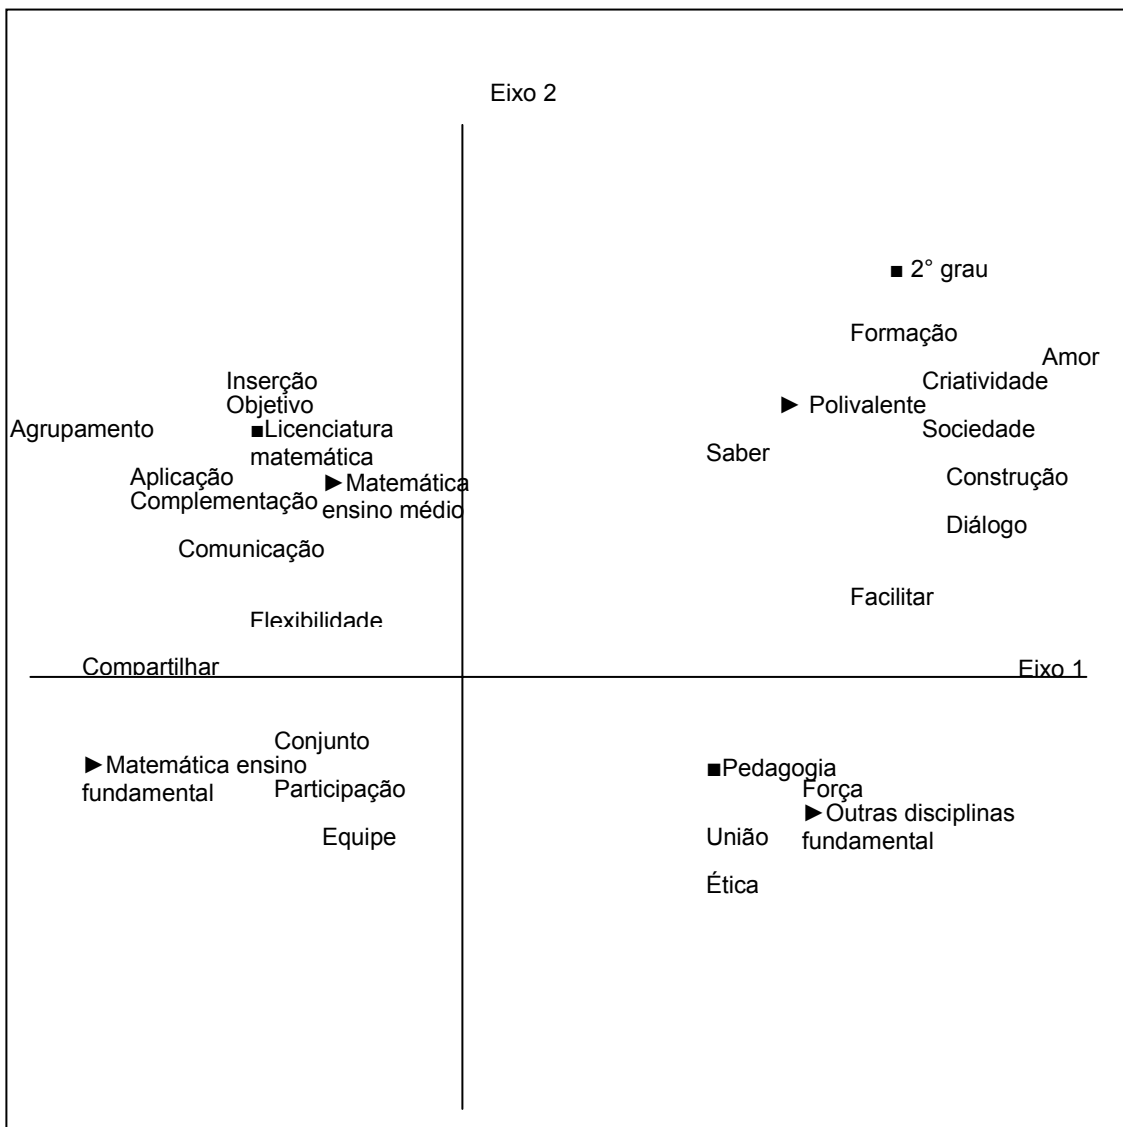 Eixo 2
■ 2° grau
Formação
Amor
Inserção
Criatividade
Objetivo
► Polivalente
Agrupamento
■Licenciatura
matemática
Sociedade
Saber
Aplicação
►Matemática
ensino médio
Construção
Complementação
Diálogo
Comunicação
Facilitar
Flexibilidade
Compartilhar
Eixo 1
Conjunto
►Matemática ensino
fundamental
■Pedagogia
Participação
Força
►Outras disciplinas
fundamental
Equipe
União
Ética